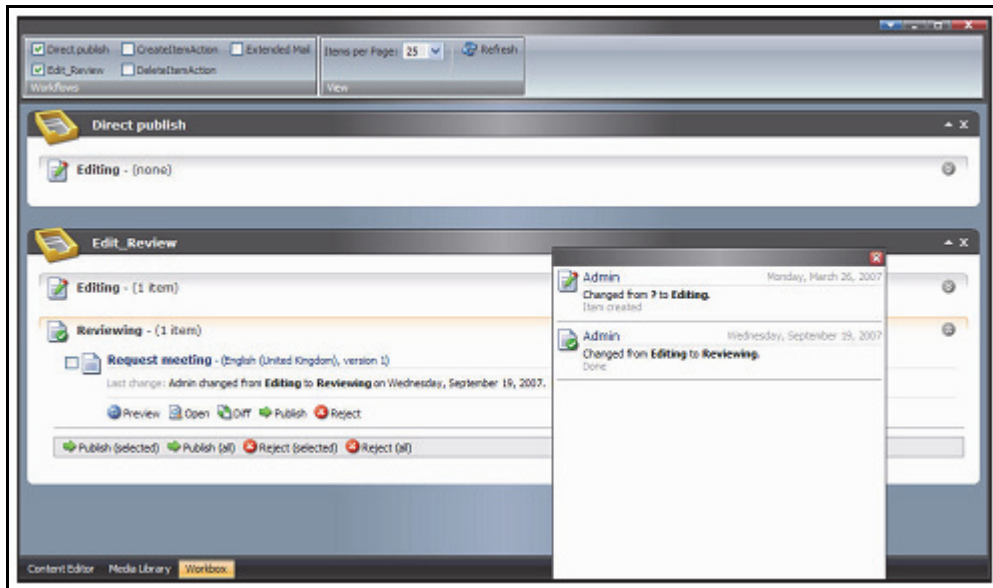 Direct publish CreateItemAction Extended Mail Items per Page: 25 Refresh
Edit_Review DeleteItemAction
Workflows View
Direct publish
Editing - (none)
Edit_Review
Editing - (1 item)
Reviewing - (1 item)
Request meeting - (English (United Kingdom), version 1)
Last change: Admin changed from Editing to Reviewing on Wednesday, September 19, 2007.
Preview Open Diff Publish Reject
Publish (selected) Publish (all) Reject (selected) Reject (all)
Admin Monday, March 26, 2007
Changed from ? to Editing.
Item created
Admin Wednesday, September 19, 2007
Changed from Editing to Reviewing.
Done
Content Editor Media Library Workbox